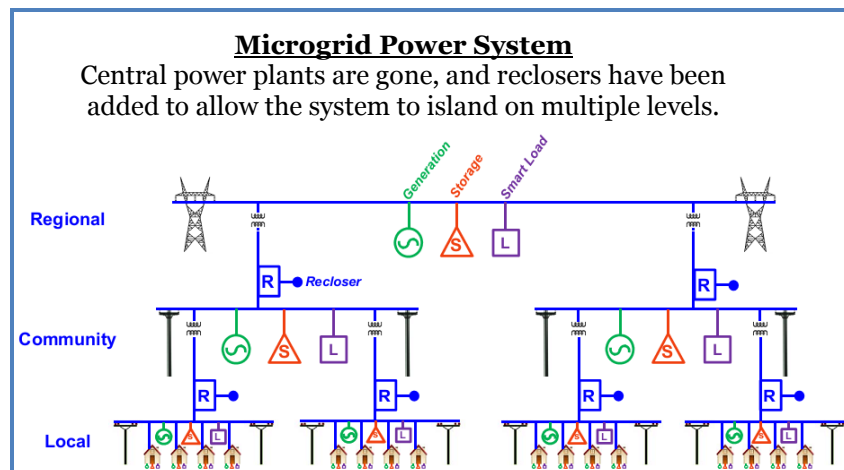 Microgrid Power System
Central power plants are gone, and reclosers have been
added to allow the system to island on multiple levels.
Generation
Storage
Smart Load
Regional
S
L
R
Recloser
R
Community
S
L
S
L
R
R
R
R
Local
S
L
S
L
S
L
S
L